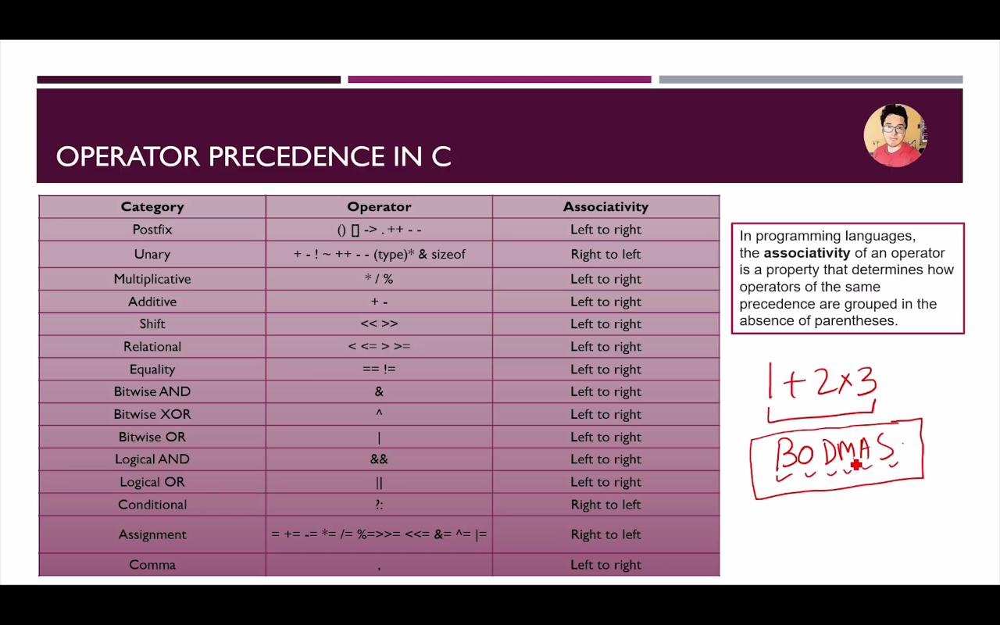 OPERATOR PRECEDENCE IN C
Category Operator Associativity
Postfix () [] -> . ++ - - Left to right
Unary + - ! ~ ++ - - (type)* & sizeof Right to left
Multiplicative * / % Left to right
Additive + - Left to right
Shift << >> Left to right
Relational < <= > >= Left to right
Equality == != Left to right
Bitwise AND & Left to right
Bitwise XOR ^ Left to right
Bitwise OR | Left to right
Logical AND && Left to right
Logical OR || Left to right
Conditional ?: Right to left
Assignment = += -= *= /= %=>>= <<= &= ^= |= Right to left
Comma , Left to right
In programming languages,
the associativity of an operator
is a property that determines how
operators of the same
precedence are grouped in the
absence of parentheses.
1+2×3
BODMAS